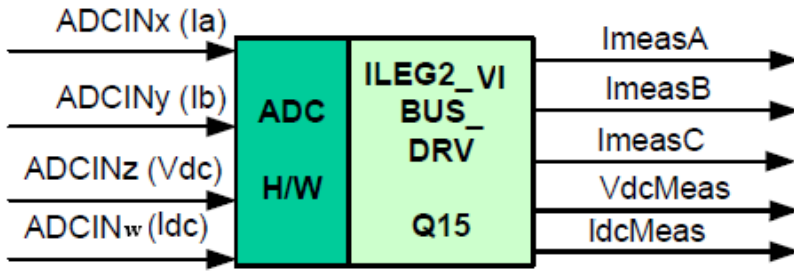 ADCINx (Ia)
ADCINy (Ib)
ADCINz (Vdc)
ADCINw (Idc)
ADC
H/W
ILEG2_VI
BUS_
DRV
Q15
ImeasA
ImeasB
ImeasC
VdcMeas
IdcMeas